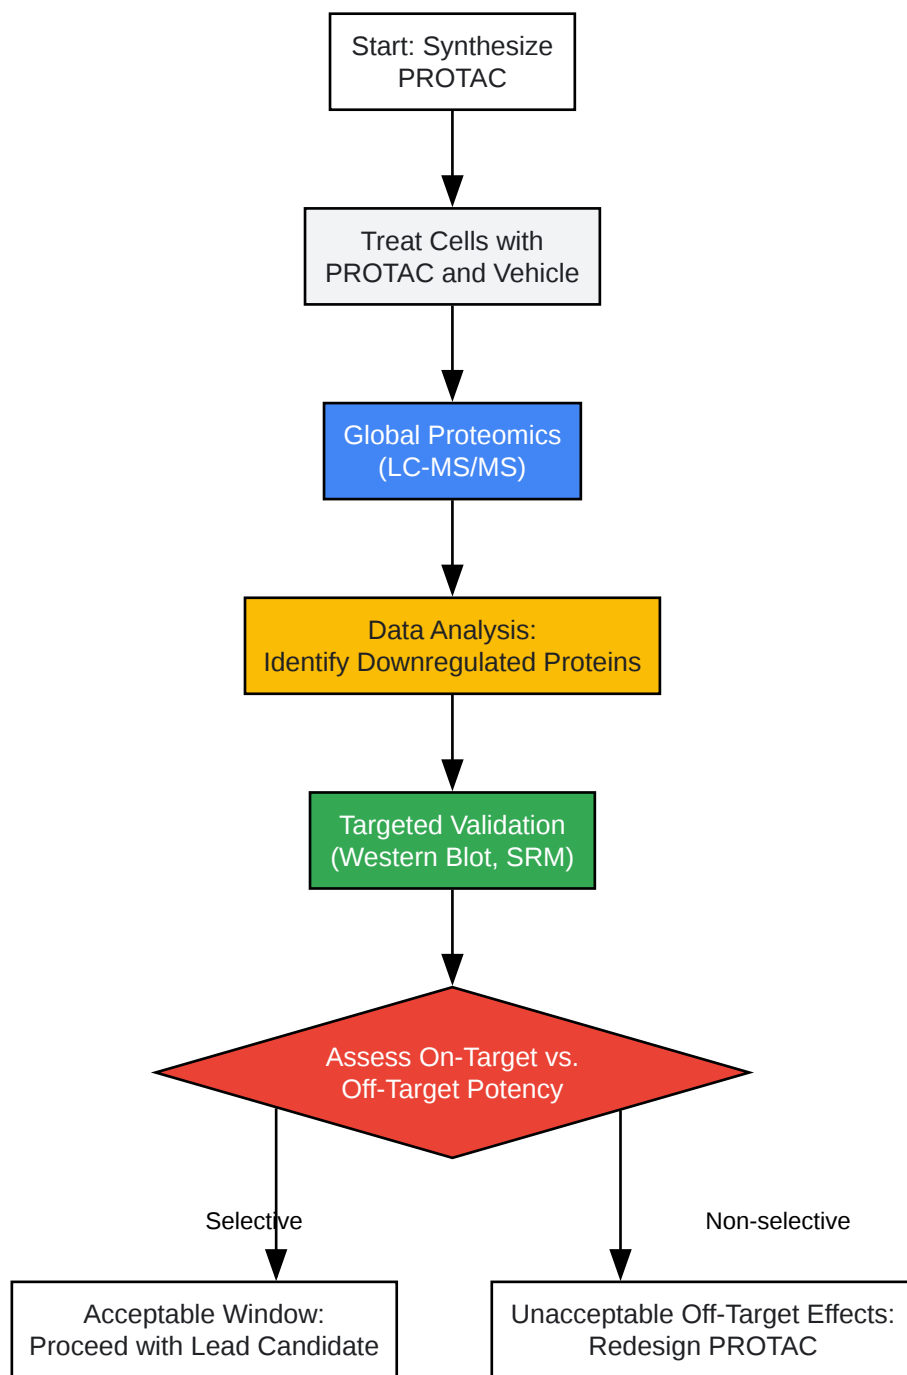 Start: Synthesize
PROTAC
Treat Cells with
PROTAC and Vehicle
Global Proteomics
(LC-MS/MS)
Data Analysis:
Identify Downregulated Proteins
Targeted Validation
(Western Blot, SRM)
Assess On-Target vs.
Off-Target Potency
Selective
Non-selective
Acceptable Window:
Proceed with Lead Candidate
Unacceptable Off-Target Effects:
Redesign PROTAC